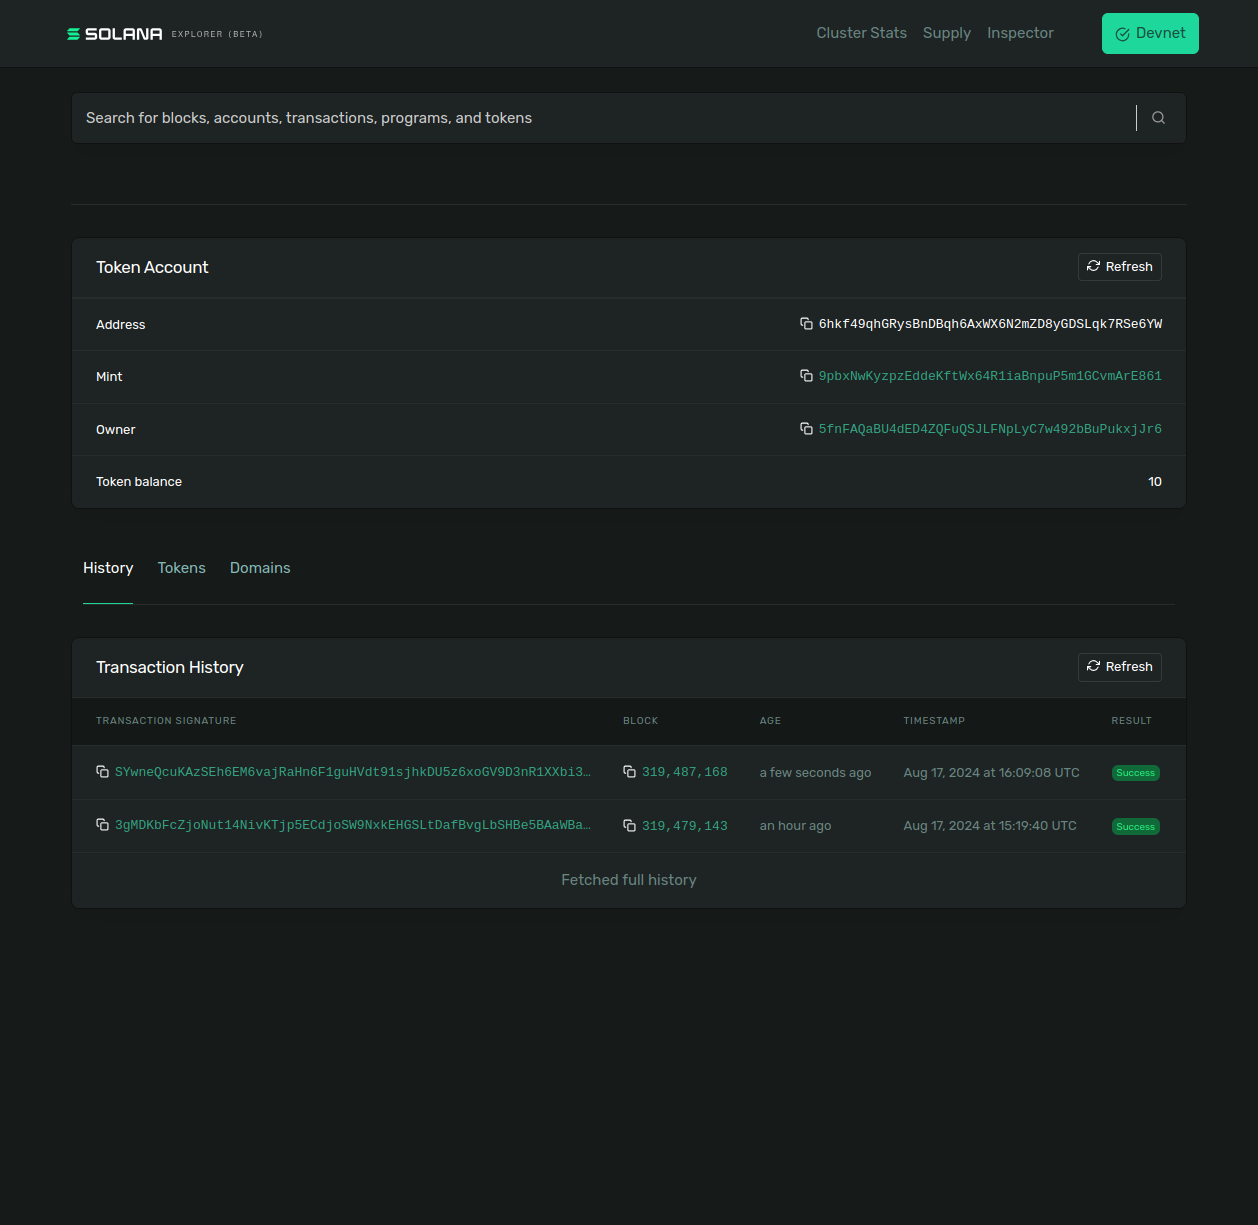 SOLANA EXPLORER (BETA)
Cluster Stats Supply Inspector Devnet
Search for blocks, accounts, transactions, programs, and tokens
Token Account Refresh
Address 6hkf49qhGRysBnDBqh6AxWX6N2mZD8yGDSLqk7RSe6YW
Mint 9pbxNwKyzpzEddeKftWx64R1iaBnpuP5m1GCvmArE861
Owner 5fnFAQaBU4dED4ZQFuQSJLFNpLyC7w492bBuPukxjJr6
Token balance 10
History Tokens Domains
Transaction History Refresh
TRANSACTION SIGNATURE BLOCK AGE TIMESTAMP RESULT
SYwneQcuKAzSEh6EM6vajRaHn6F1guHVdt91sjhkDU5z6xoGV9D3nR1XXbi3… 319,487,168 a few seconds ago Aug 17, 2024 at 16:09:08 UTC Success
3gMDKbFcZjoNut14NivKTjp5ECdjoSW9NxkEHGSLtDafBvgLbSHBe5BAaWBa… 319,479,143 an hour ago Aug 17, 2024 at 15:19:40 UTC Success
Fetched full history